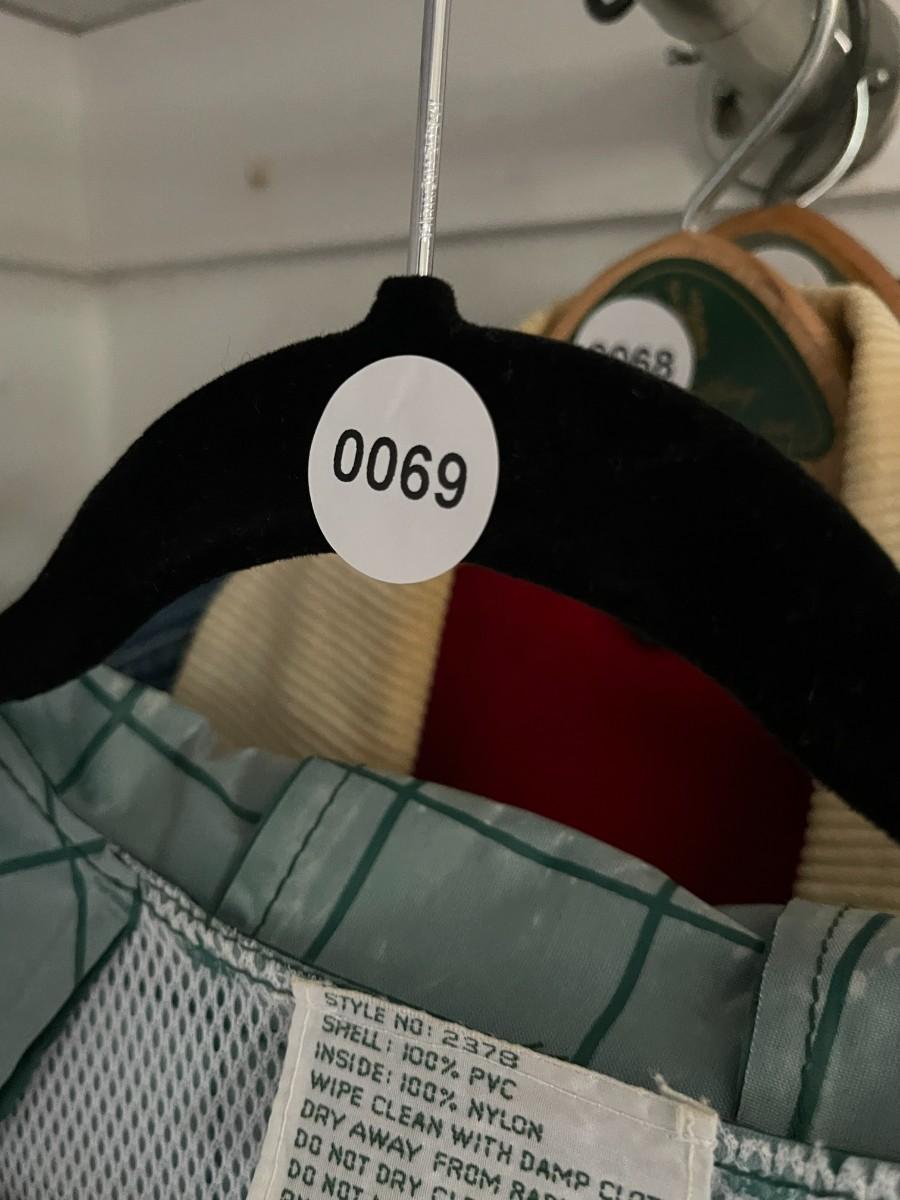 0068
0069
STYLE NO: 2378
SHELL: 100% PVC
INSIDE: 100% NYLON
WIPE CLEAN WITH DAMP CLOT
DRY AWAY FROM RAD
DO NOT DRY CL
DO NOT